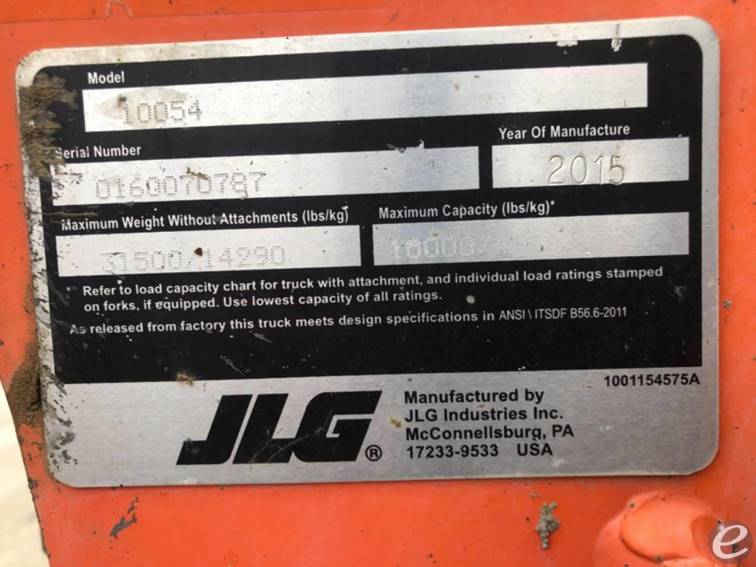 Model
10054
Serial Number
Year Of Manufacture
0160070787
2015
Maximum Weight Without Attachments (lbs/kg)
Maximum Capacity (lbs/kg)*
31500/14290
10000/
* Refer to load capacity chart for truck with attachment, and individual load ratings stamped
on forks, if equipped. Use lowest capacity of all ratings.
As released from factory this truck meets design specifications in ANSI \ ITSDF B56.6-2011
1001154575A
JLG®
Manufactured by
JLG Industries Inc.
McConnellsburg, PA
17233-9533 USA
e